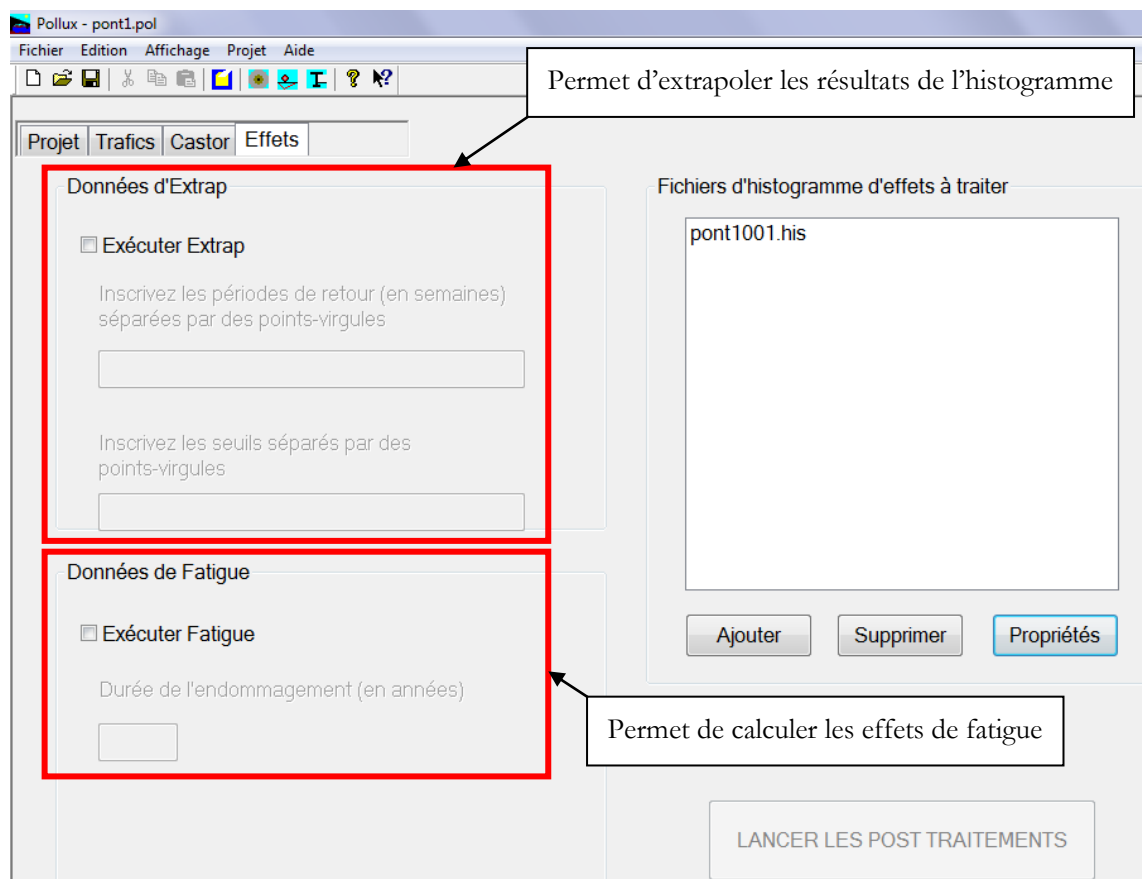 Pollux - pont1.pol
Fichier Edition Affichage Projet Aide
Permet d'extrapoler les résultats de l'histogramme
Projet Trafics Castor Effets
Données d'Extrap
Exécuter Extrap
Inscrivez les périodes de retour (en semaines)
séparées par des points-virgules
Inscrivez les seuils séparés par des
points-virgules
Fichiers d'histogramme d'effets à traiter
pont1001.his
Ajouter Supprimer Propriétés
Données de Fatigue
Exécuter Fatigue
Durée de l'endommagement (en années)
Permet de calculer les effets de fatigue
LANCER LES POST TRAITEMENTS